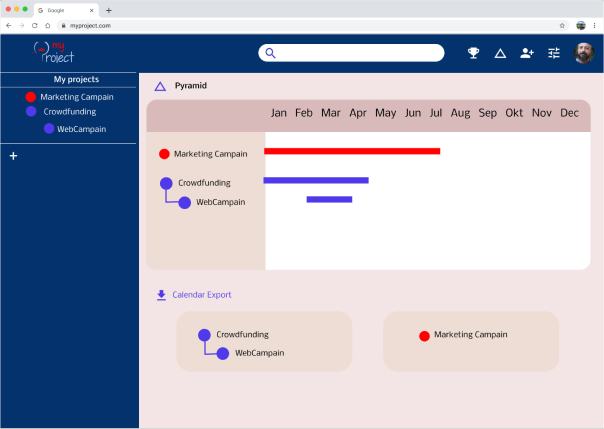 G Google
myproject.com
my
Project
My projects
Marketing Campain
Crowdfunding
WebCampain
Pyramid
Jan Feb Mar Apr May Jun Jul Aug Sep Okt Nov Dec
Marketing Campain
Crowdfunding
WebCampain
Calendar Export
Crowdfunding
WebCampain
Marketing Campain